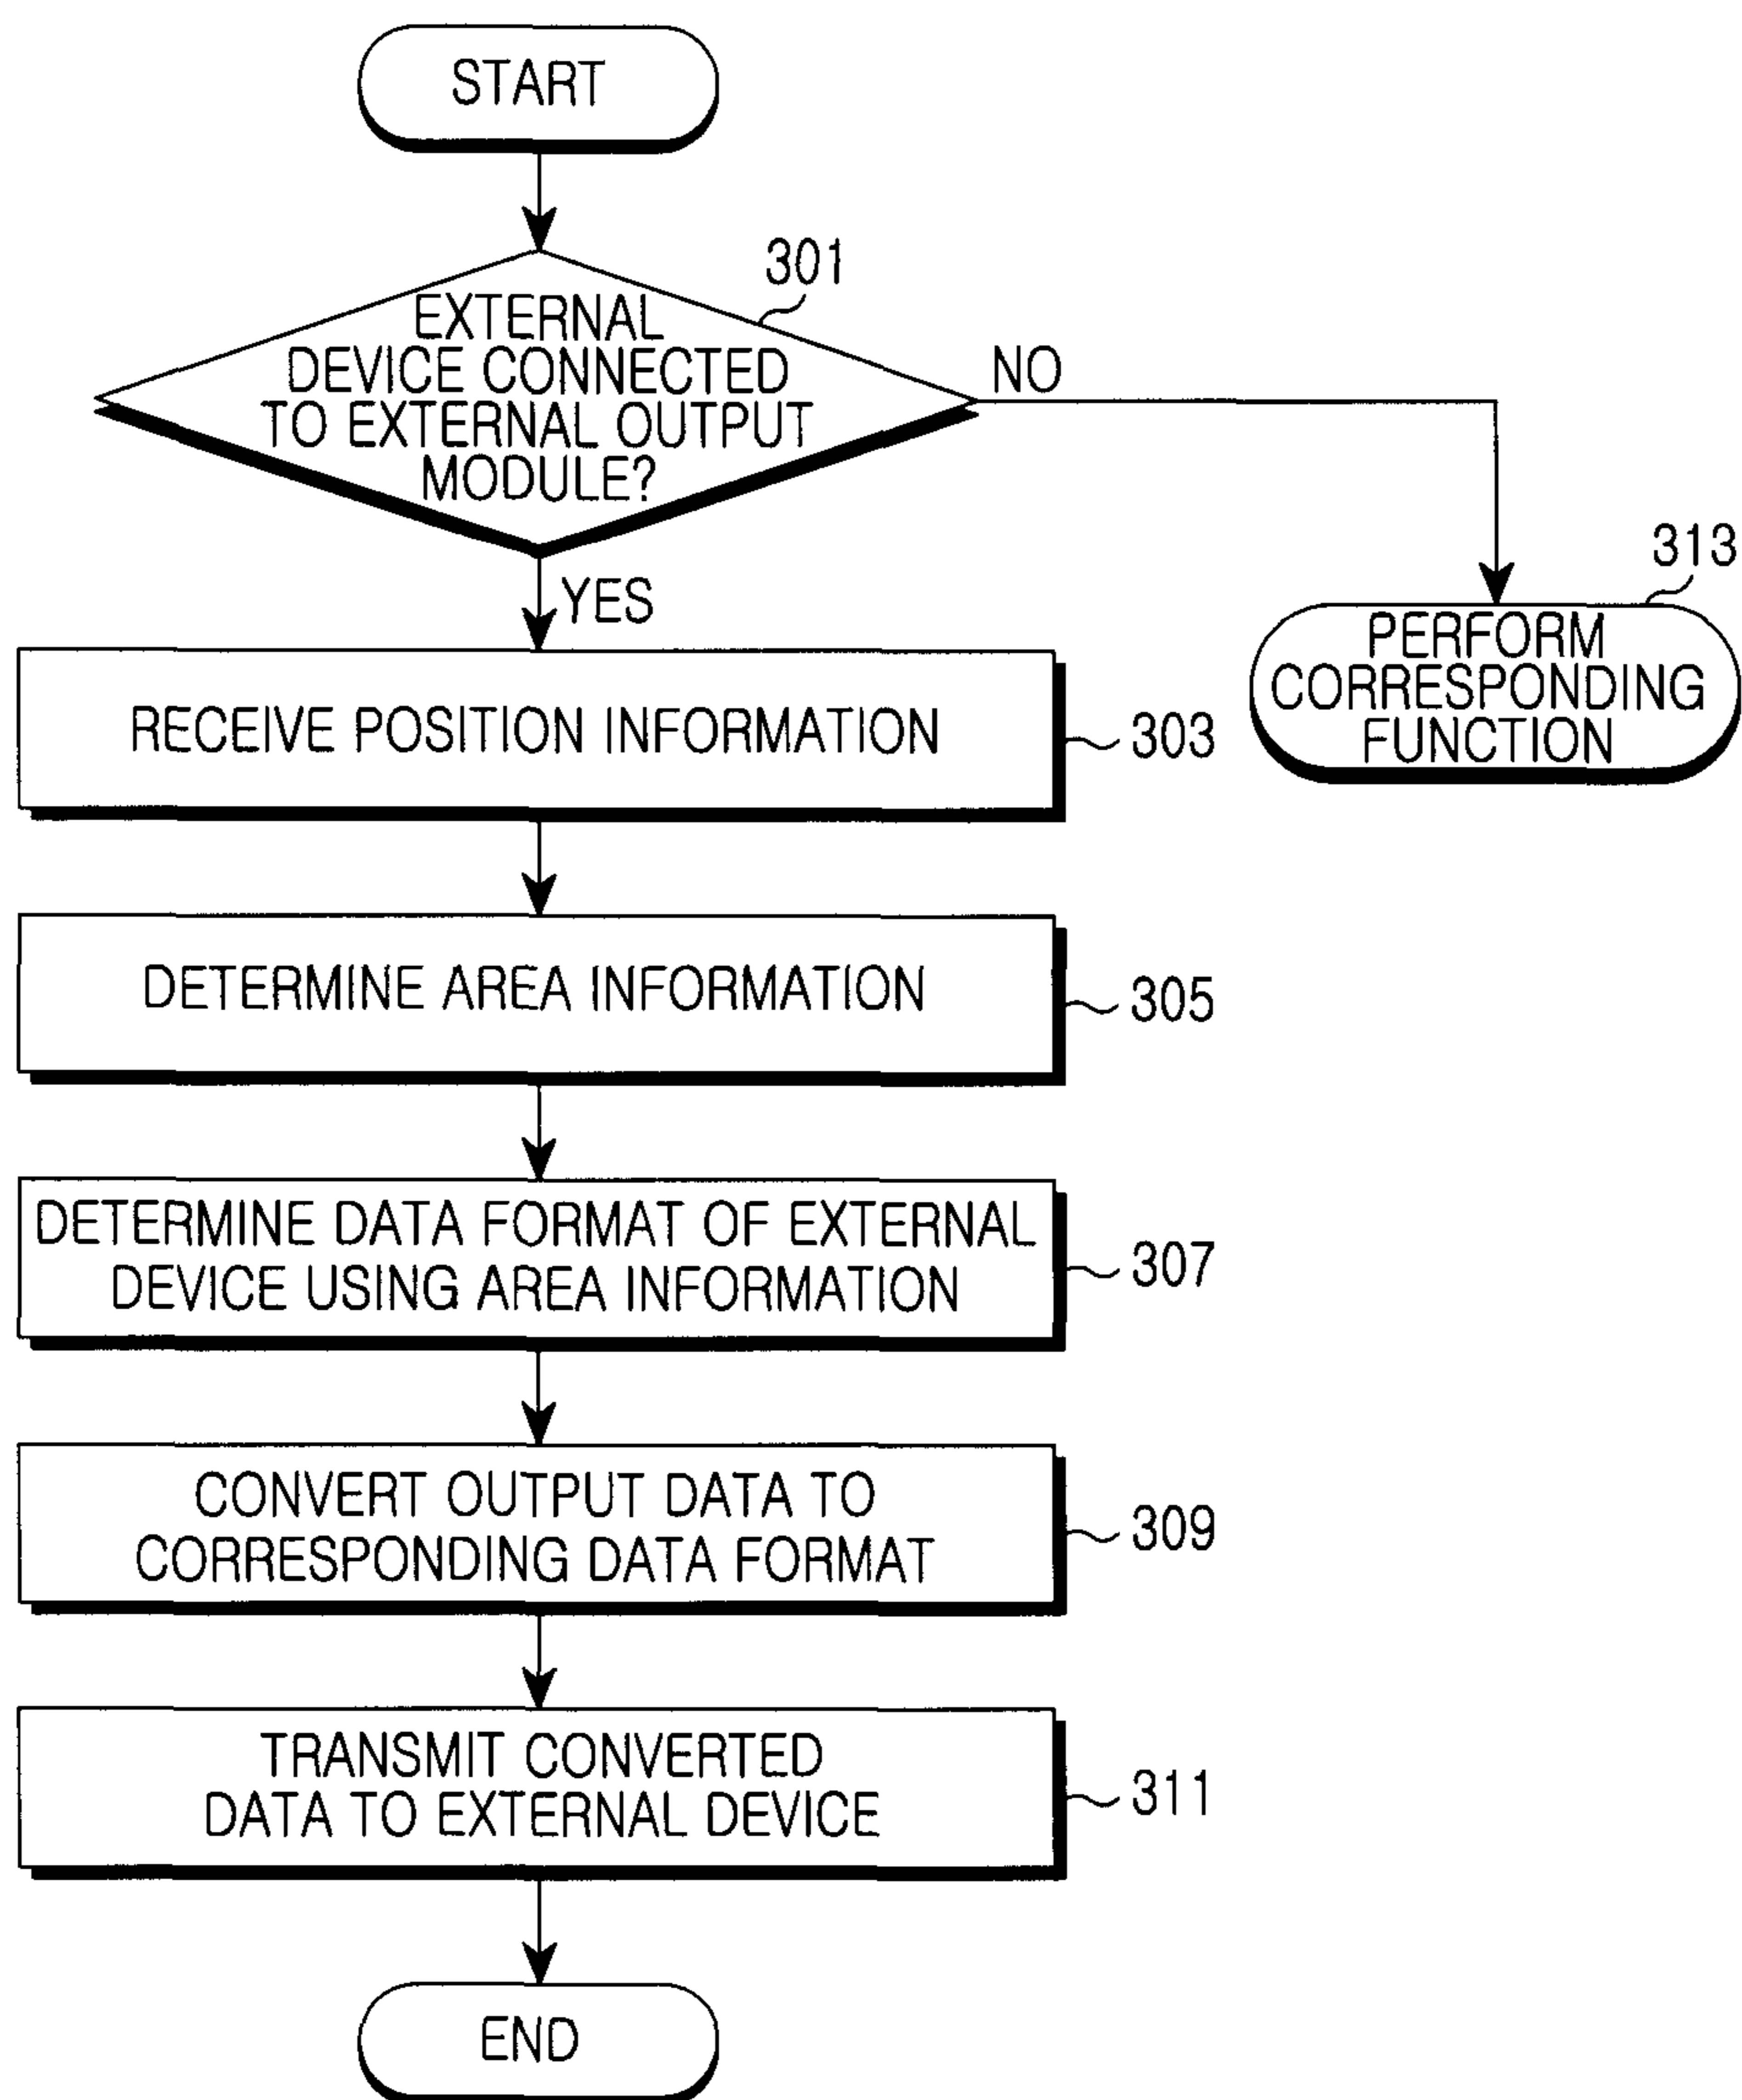 START
301
EXTERNAL
DEVICE CONNECTED
TO EXTERNAL OUTPUT
MODULE?
NO
YES
313
PERFORM
CORRESPONDING
FUNCTION
RECEIVE POSITION INFORMATION
303
DETERMINE AREA INFORMATION
305
DETERMINE DATA FORMAT OF EXTERNAL
DEVICE USING AREA INFORMATION
307
CONVERT OUTPUT DATA TO
CORRESPONDING DATA FORMAT
309
TRANSMIT CONVERTED
DATA TO EXTERNAL DEVICE
311
END